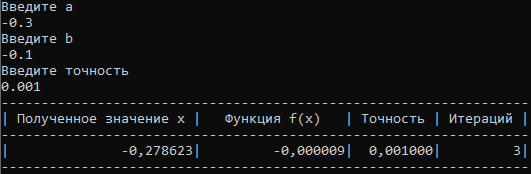 Введите a
-0.3
Введите b
-0.1
Введите точность
0.001
| Полученное значение x | Функция f(x) | Точность | Итераций |
| -0,278623| -0,000009| 0,001000| 3|